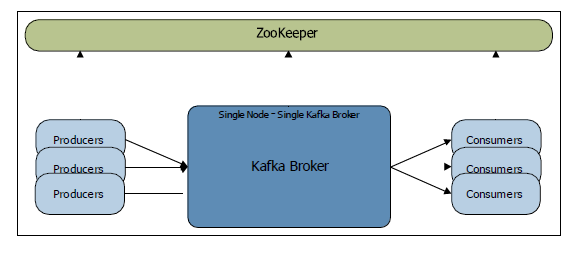 ZooKeeper
Single Node - Single Kafka Broker
Kafka Broker
Producers
Producers
Producers
Consumers
Consumers
Consumers